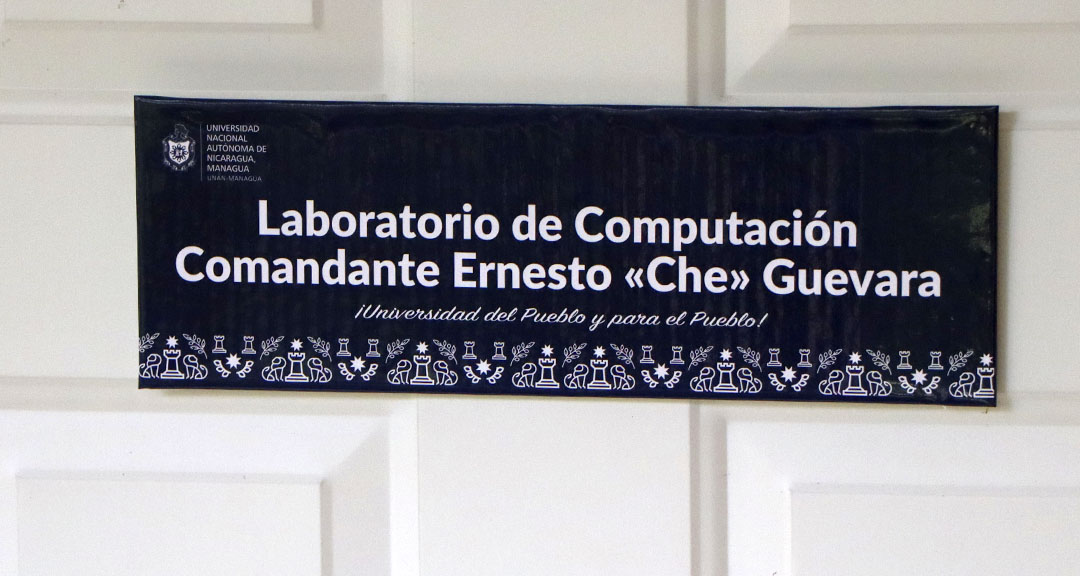 UNIVERSIDAD
NACIONAL
AUTÓNOMA DE
NICARAGUA,
MANAGUA
UNAN-MANAGUA
Laboratorio de Computación
Comandante Ernesto «Che» Guevara
¡Universidad del Pueblo y para el Pueblo!